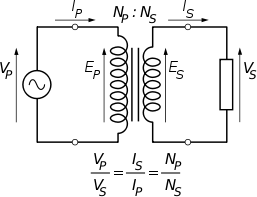 I_P N_P : N_S I_S
V_P E_P E_S V_S
V_P/V_S = I_S/I_P = N_P/N_S